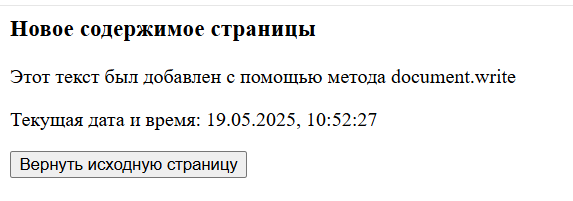 Новое содержимое страницы
Этот текст был добавлен с помощью метода document.write
Текущая дата и время: 19.05.2025, 10:52:27
Вернуть исходную страницу